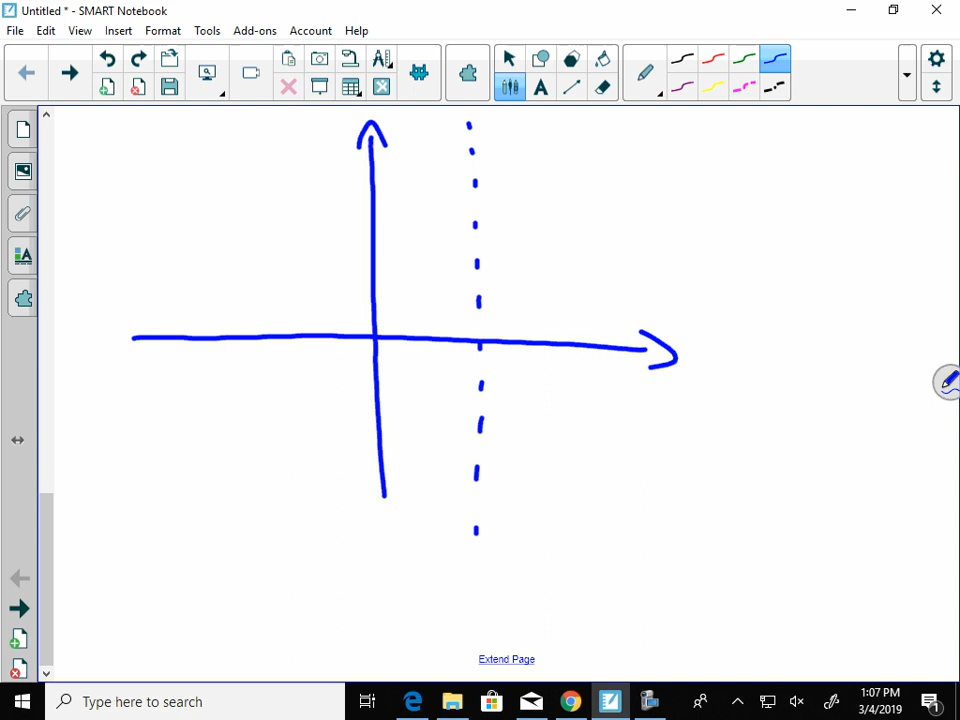 Untitled * - SMART Notebook
File Edit View Insert Format Tools Add-ons Account Help
Extend Page
Type here to search
1:07 PM
3/4/2019